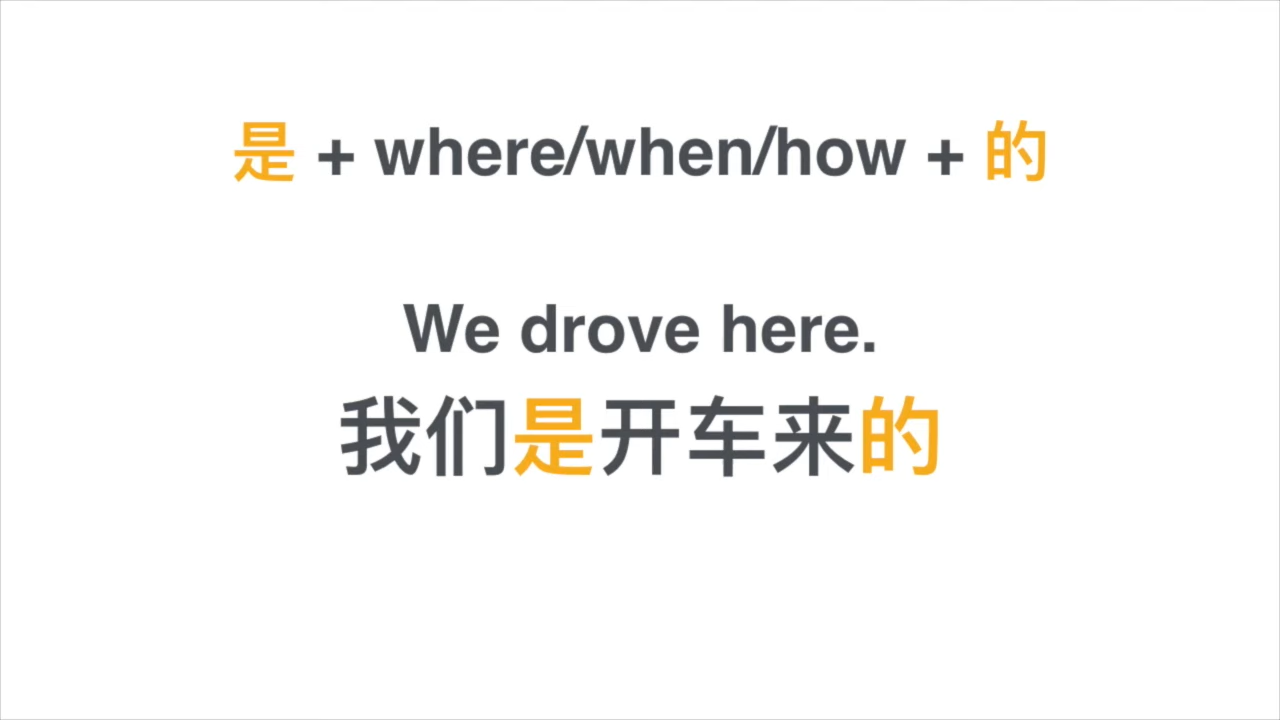 是 + where/when/how + 的
We drove here.
我们是开车来的